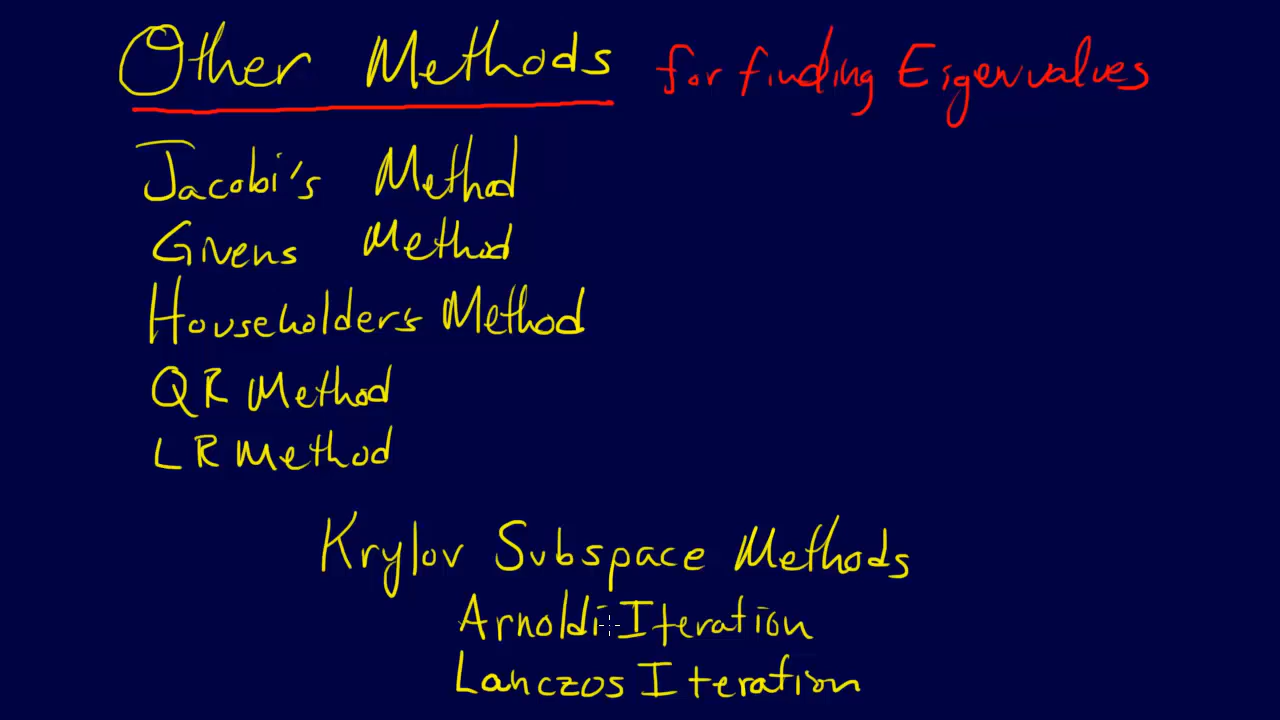 Other Methods for finding Eigenvalues
Jacobi's Method
Givens Method
Householder's Method
QR Method
LR Method
Krylov Subspace Methods
Arnoldi Iteration
Lanczos Iteration